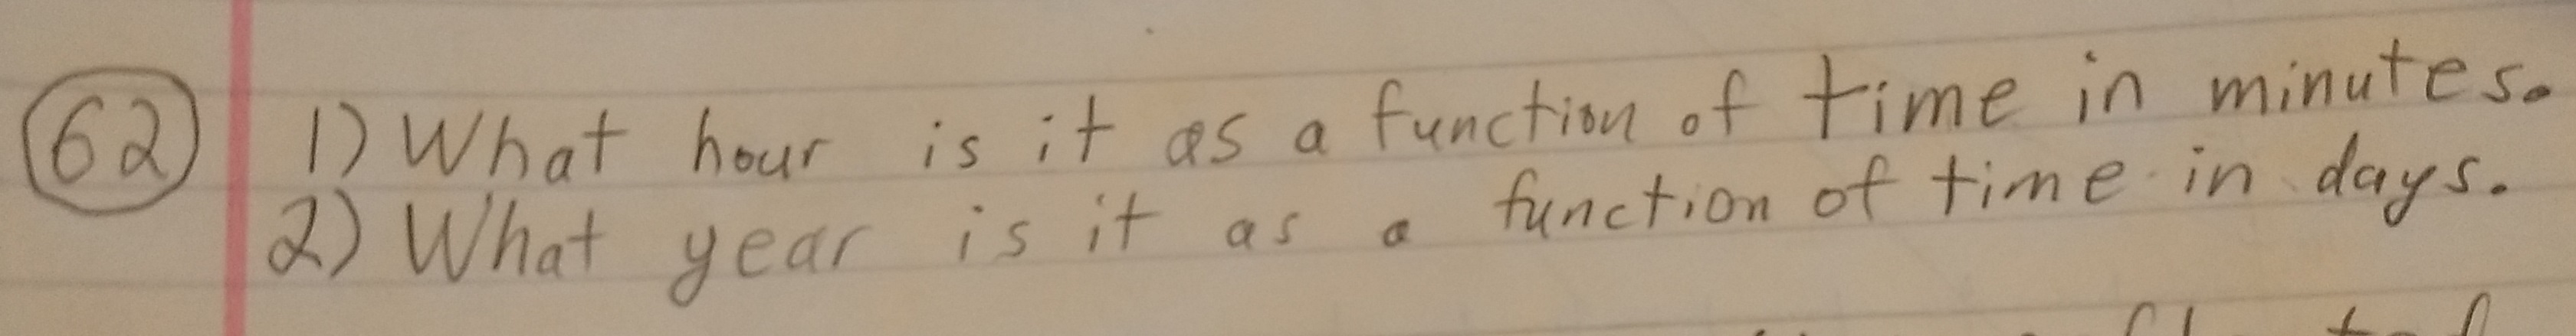 62 1) What hour is it as a function of time in minutes.
2) What year is it as a function of time in days.